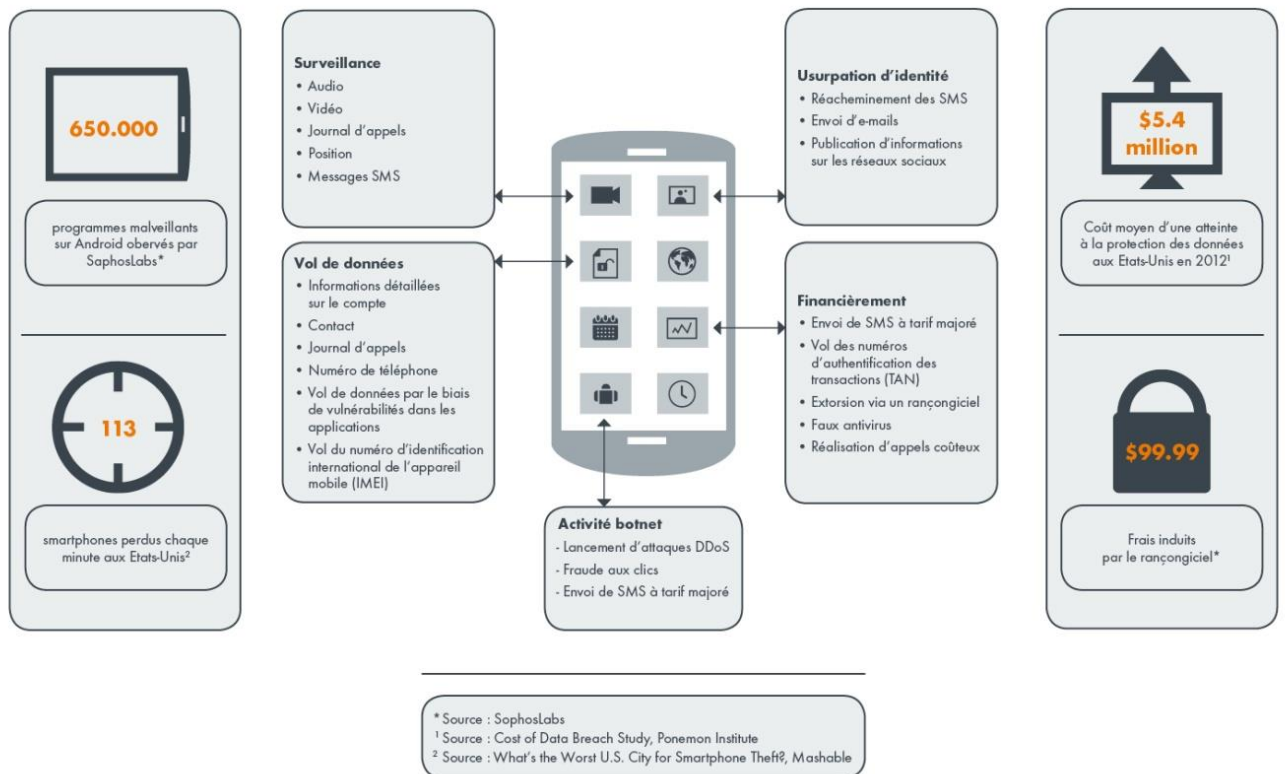 650.000
programmes malveillants
sur Android obervés par
SaphosLabs*
113
smartphones perdus chaque
minute aux Etats-Unis²
Surveillance
• Audio
• Vidéo
• Journal d'appels
• Position
• Messages SMS
Vol de données
• Informations détaillées
sur le compte
• Contact
• Journal d'appels
• Numéro de téléphone
• Vol de données par le biais
de vulnérabilités dans les
applications
• Vol du numéro d'identification
international de l'appareil
mobile (IMEI)
Activité botnet
- Lancement d'attaques DDoS
- Fraude aux clics
- Envoi de SMS à tarif majoré
Usurpation d'identité
• Réacheminement des SMS
• Envoi d'e-mails
• Publication d'informations
sur les réseaux sociaux
Financièrement
• Envoi de SMS à tarif majoré
• Vol des numéros
d'authentification des
transactions (TAN)
• Extorsion via un rançongiciel
• Faux antivirus
• Réalisation d'appels coûteux
$5.4
million
Coût moyen d'une atteinte
à la protection des données
aux Etats-Unis en 2012¹
$99.99
Frais induits
par le rançongiciel*
* Source : SophosLabs
¹ Source : Cost of Data Breach Study, Ponemon Institute
² Source : What's the Worst U.S. City for Smartphone Theft?, Mashable